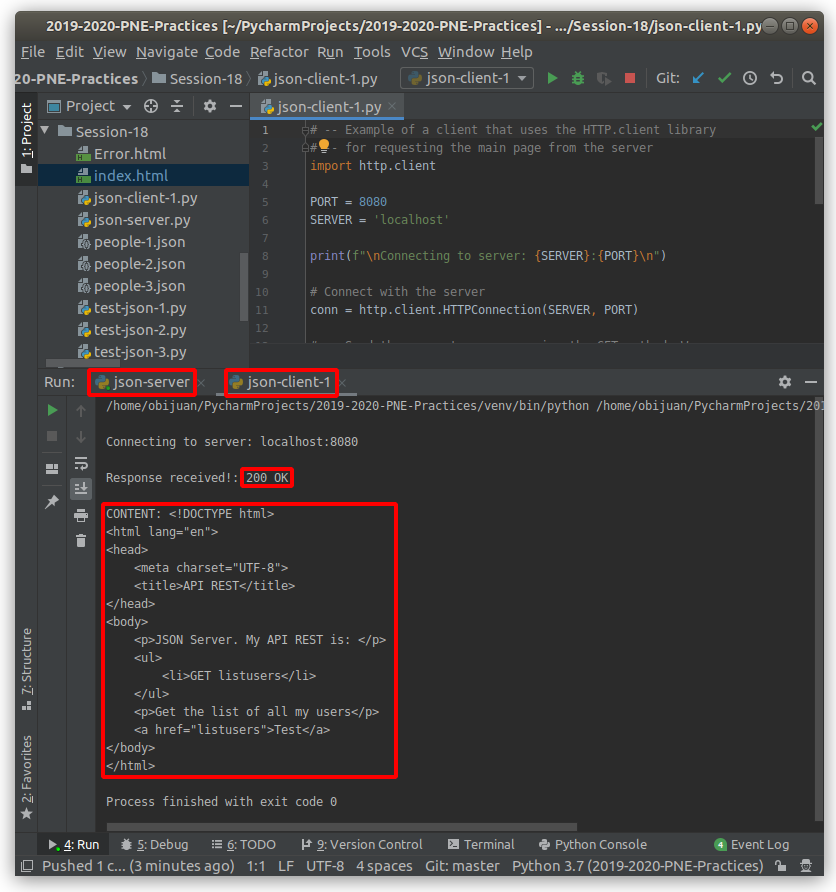 2019-2020-PNE-Practices [~/PycharmProjects/2019-2020-PNE-Practices] - .../Session-18/json-client-1.py
File Edit View Navigate Code Refactor Run Tools VCS Window Help
20-PNE-Practices Session-18 json-client-1.py json-client-1 Git:
1: Project
Project
Session-18
Error.html
index.html
json-client-1.py
json-server.py
people-1.json
people-2.json
people-3.json
test-json-1.py
test-json-2.py
test-json-3.py
json-client-1.py
1 # -- Example of a client that uses the HTTP.client library
2 # - for requesting the main page from the server
3 import http.client
4
5 PORT = 8080
6 SERVER = 'localhost'
7
8 print(f"\nConnecting to server: {SERVER}:{PORT}\n")
9
10 # Connect with the server
11 conn = http.client.HTTPConnection(SERVER, PORT)
12
Run: json-server json-client-1
/home/obijuan/PycharmProjects/2019-2020-PNE-Practices/venv/bin/python /home/obijuan/PycharmProjects/201
Connecting to server: localhost:8080
Response received!: 200 OK
CONTENT: <!DOCTYPE html>
<html lang="en">
<head>
<meta charset="UTF-8">
<title>API REST</title>
</head>
<body>
<p>JSON Server. My API REST is: </p>
<ul>
<li>GET listusers</li>
</ul>
<p>Get the list of all my users</p>
<a href="listusers">Test</a>
</body>
</html>
Process finished with exit code 0
7: Structure
2: Favorites
4: Run 5: Debug 6: TODO 9: Version Control Terminal Python Console 4 Event Log
Pushed 1 c... (3 minutes ago) 1:1 LF UTF-8 4 spaces Git: master Python 3.7 (2019-2020-PNE-Practices)